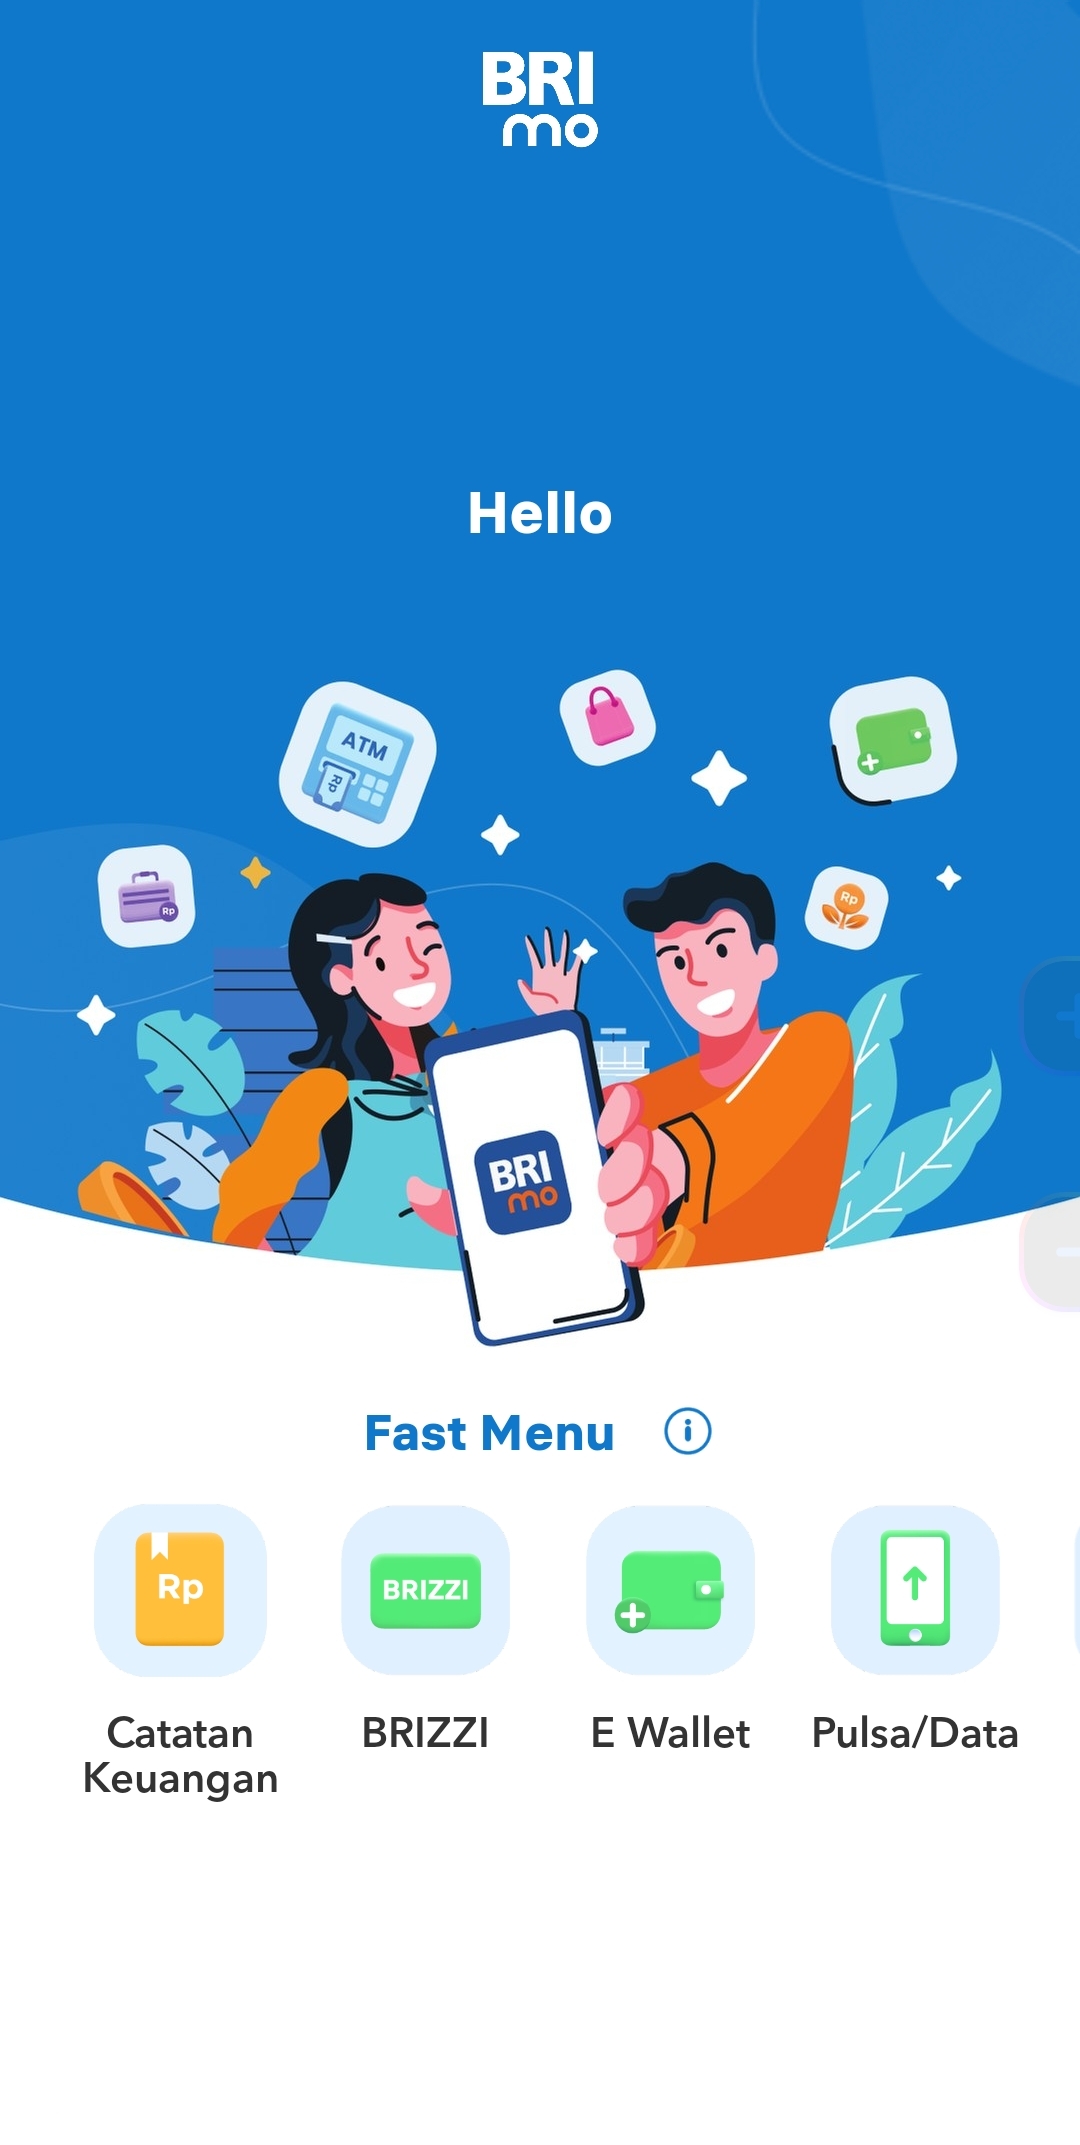 BRI
mo
Hello
ATM
Rp
Rp
Rp
BRI
mo
Fast Menu
Rp
BRIZZI
Catatan
Keuangan
BRIZZI
E Wallet
Pulsa/Data